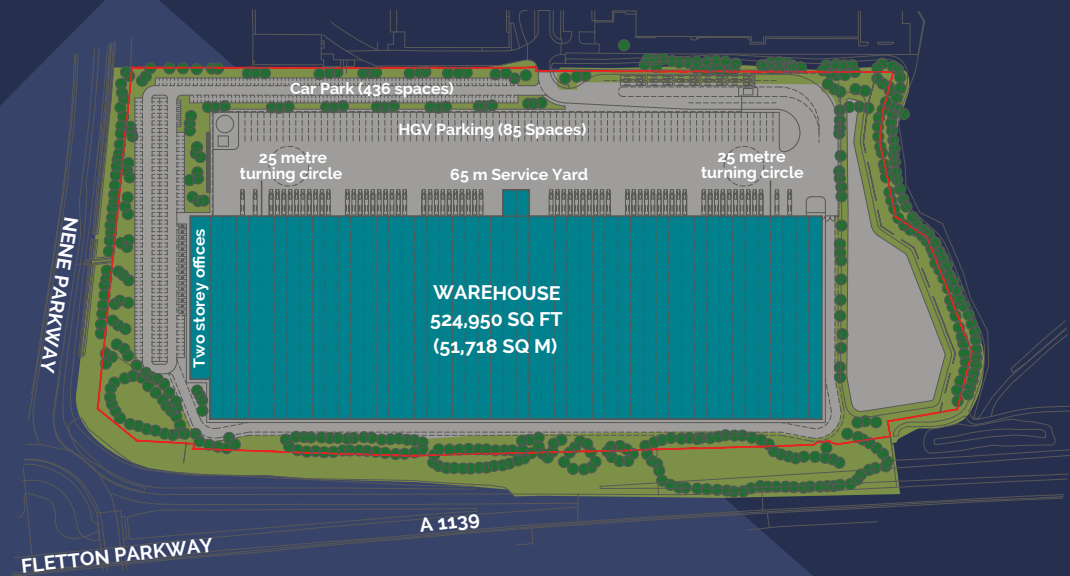 Car Park (436 spaces)
HGV Parking (85 Spaces)
25 metre
turning circle
65 m Service Yard
25 metre
turning circle
NENE PARKWAY
Two storey offices
WAREHOUSE
524,950 SQ FT
(51,718 SQ M)
A 1139
FLETTON PARKWAY